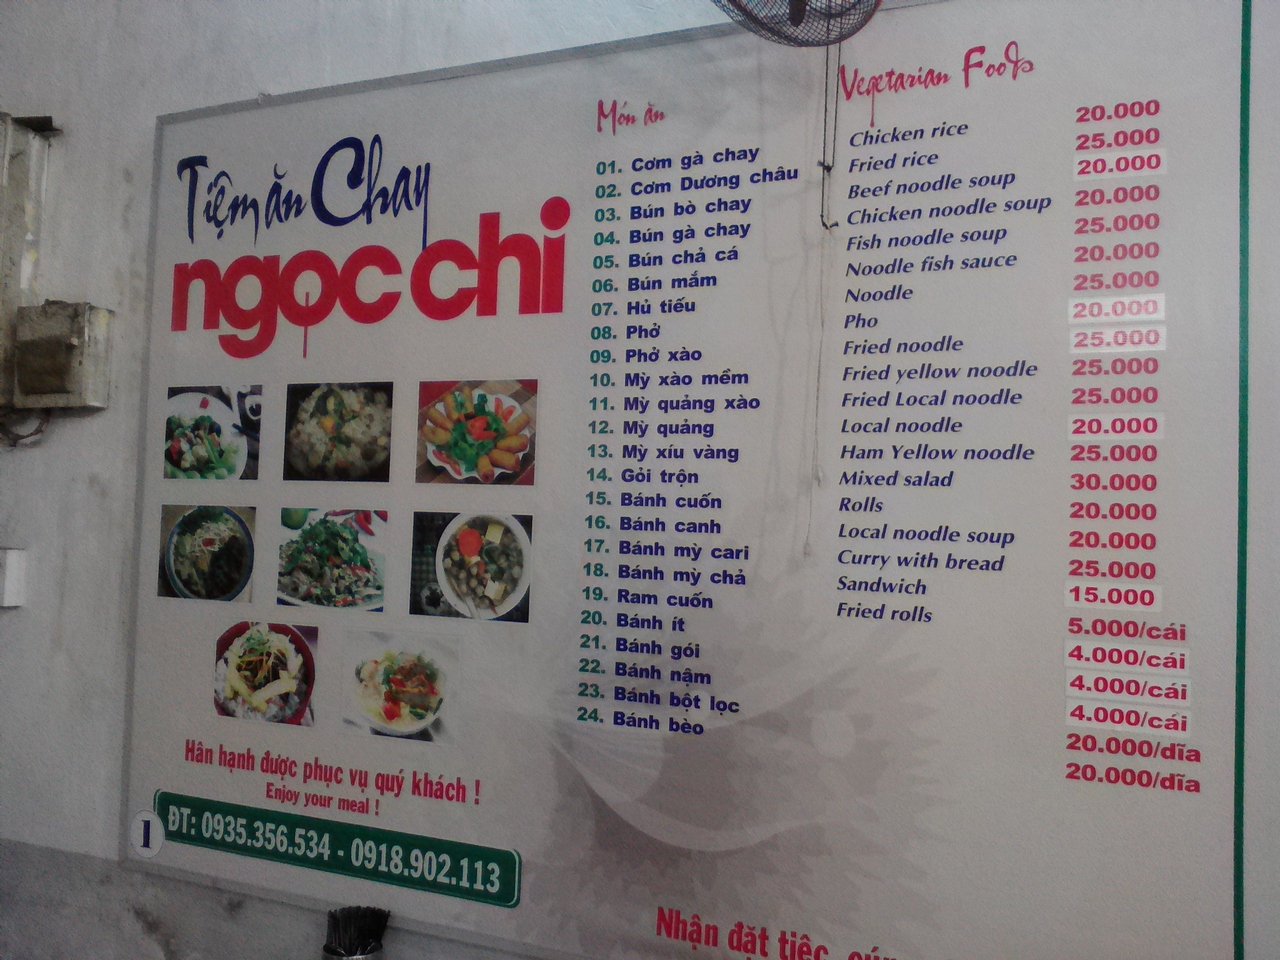 Tiệm ăn Chay
ngọc chi
Hân hạnh được phục vụ quý khách !
Enjoy your meal !
1
ĐT: 0935.356.534 - 0918.902.113
Món ăn
Vegetarian Foods
01. Cơm gà chay Chicken rice 20.000
02. Cơm Dương châu Fried rice 25.000
03. Bún bò chay Beef noodle soup 20.000
04. Bún gà chay Chicken noodle soup 20.000
05. Bún chả cá Fish noodle soup 25.000
06. Bún mắm Noodle fish sauce 20.000
07. Hủ tiếu Noodle 25.000
08. Phở Pho 20.000
09. Phở xào Fried noodle 25.000
10. Mỳ xào mềm Fried yellow noodle 25.000
11. Mỳ quảng xào Fried Local noodle 25.000
12. Mỳ quảng Local noodle 20.000
13. Mỳ xíu vàng Ham Yellow noodle 25.000
14. Gỏi trộn Mixed salad 30.000
15. Bánh cuốn Rolls 20.000
16. Bánh canh Local noodle soup 20.000
17. Bánh mỳ cari Curry with bread 25.000
18. Bánh mỳ chả Sandwich 15.000
19. Ram cuốn Fried rolls 5.000/cái
20. Bánh ít 4.000/cái
21. Bánh gói 4.000/cái
22. Bánh nậm 4.000/cái
23. Bánh bột lọc 20.000/dĩa
24. Bánh bèo 20.000/dĩa
Nhận đặt tiệc